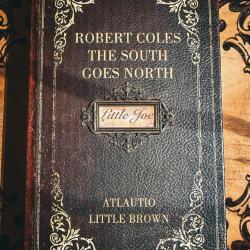 ROBERT COLES
THE SOUTH
GOES NORTH
Little Joe
ATLAUTIO
LITTLE BROWN